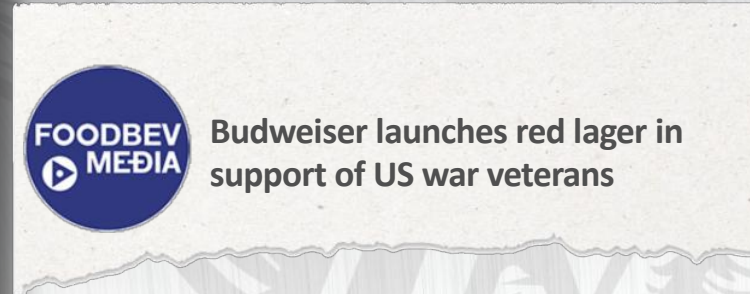 FOODBEV
MEDIA
Budweiser launches red lager in
support of US war veterans